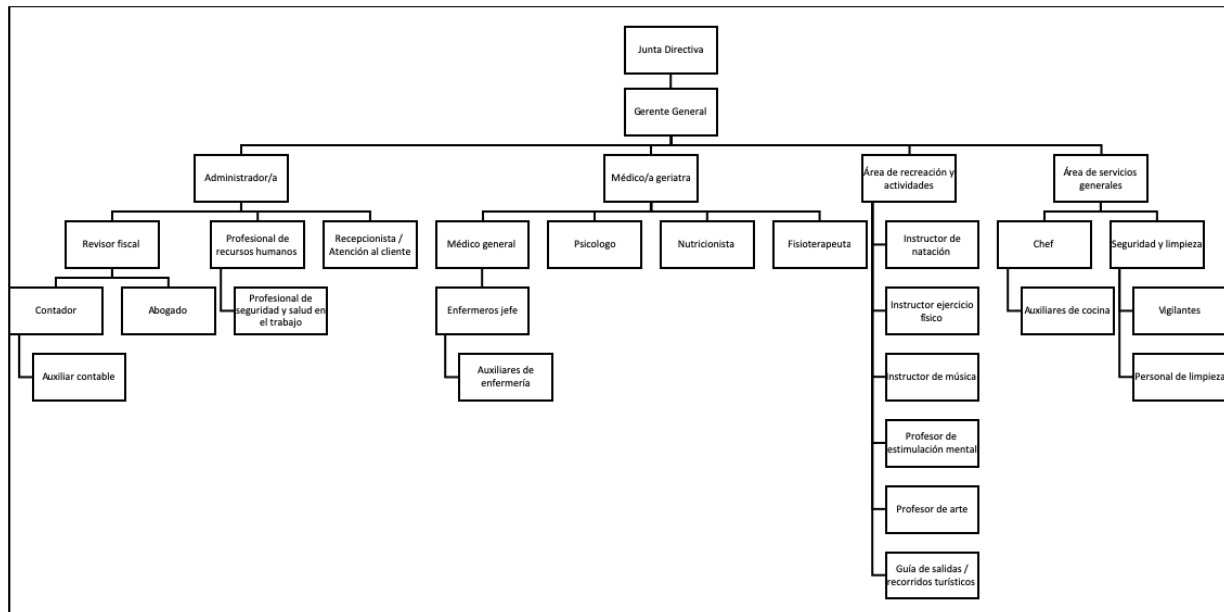 Junta Directiva
Gerente General
Administrador/a
Médico/a geriatra
Área de recreación y
actividades
Área de servicios
generales
Revisor fiscal
Profesional de
recursos humanos
Recepcionista /
Atención al cliente
Médico general
Psicologo
Nutricionista
Fisioterapeuta
Instructor de
natación
Chef
Seguridad y limpieza
Contador
Abogado
Profesional de
seguridad y salud en
el trabajo
Enfermeros jefe
Instructor ejercicio
físico
Auxiliares de cocina
Vigilantes
Auxiliar contable
Auxiliares de
enfermería
Instructor de música
Personal de limpieza
Profesor de
estimulación mental
Profesor de arte
Guía de salidas /
recorridos turísticos